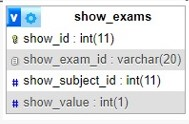 v show_exams
show_id : int(11)
show_exam_id : varchar(20)
# show_subject_id : int(11)
# show_value : int(1)